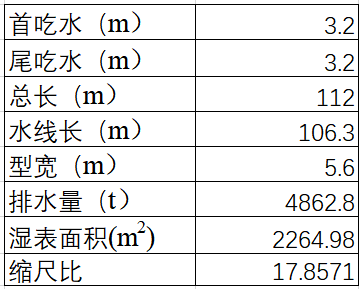 首吃水（m） 3.2
尾吃水（m） 3.2
总长（m） 112
水线长（m） 106.3
型宽（m） 5.6
排水量（t） 4862.8
湿表面积(m²) 2264.98
缩尺比 17.8571